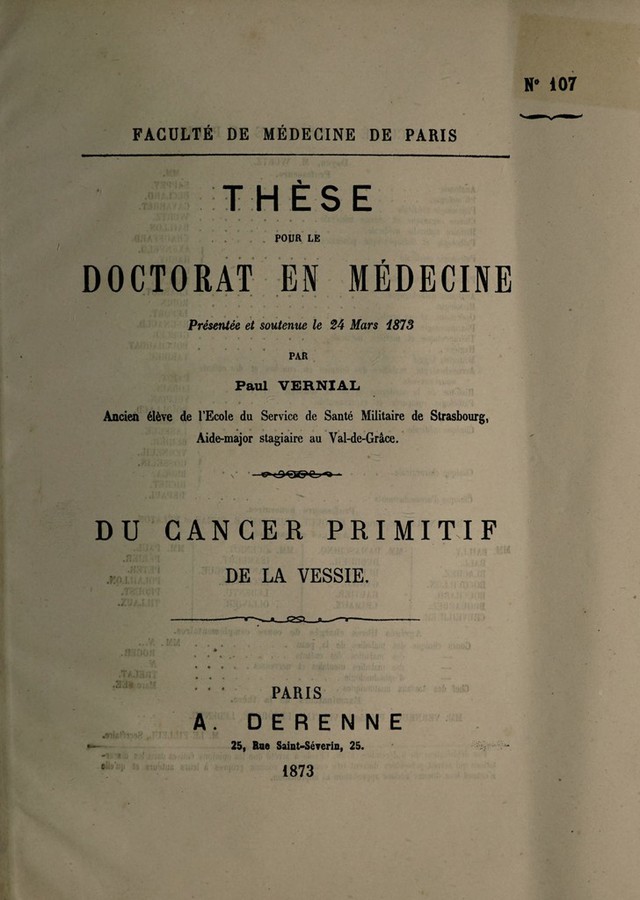 N° 107
FACULTÉ DE MÉDECINE DE PARIS
THÈSE
POUR LE
DOCTORAT EN MÉDECINE
Présentée et soutenue le 24 Mars 1873
PAR
Paul VERNIAL
Ancien élève de l'Ecole du Service de Santé Militaire de Strasbourg,
Aide-major stagiaire au Val-de-Grâce.
DU CANCER PRIMITIF
DE LA VESSIE.
PARIS
A. DERENNE
25, Rue Saint-Séverin, 25.
1873